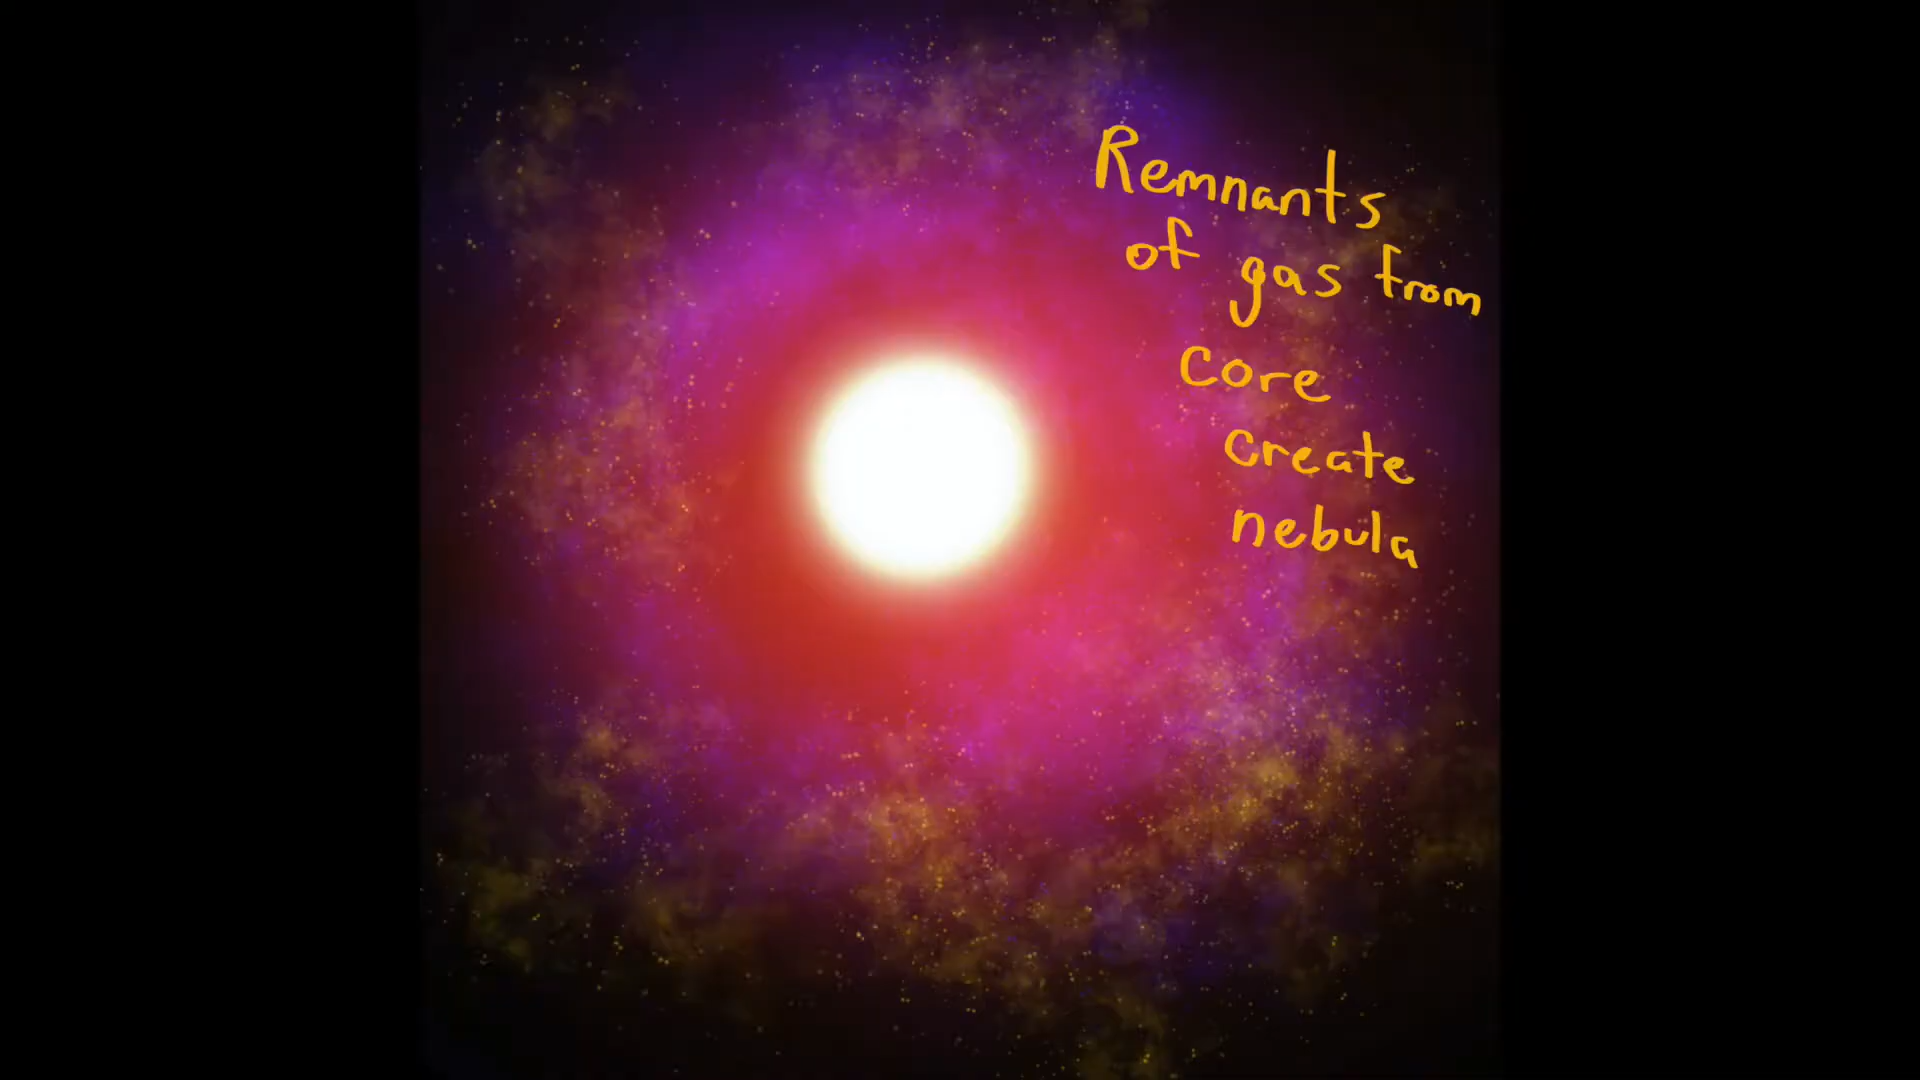 Remnants
of gas from
core
create
nebula